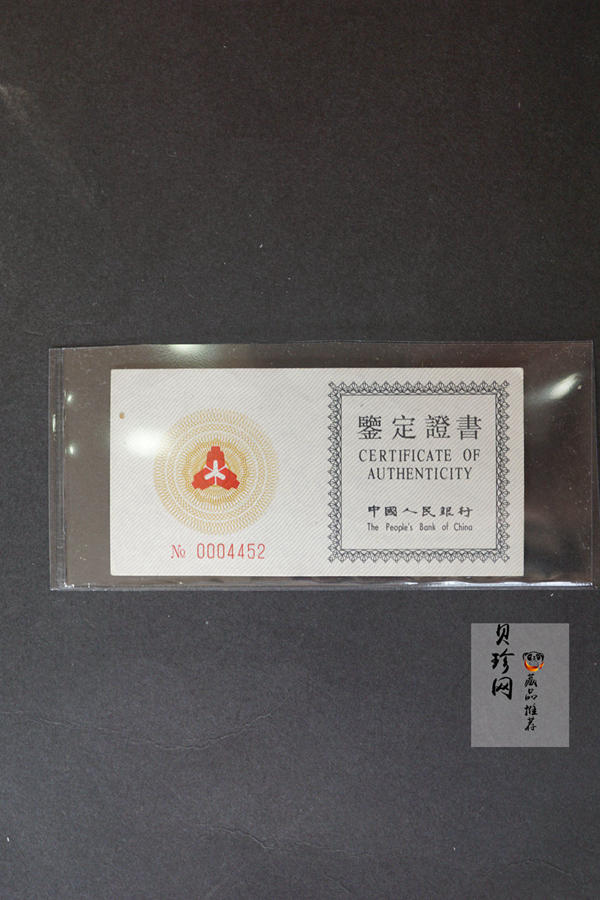 鑒定證書
CERTIFICATE OF
AUTHENTICITY
中國人民銀行
The People's Bank of China
№ 0004452
贝珍网
藏品推荐